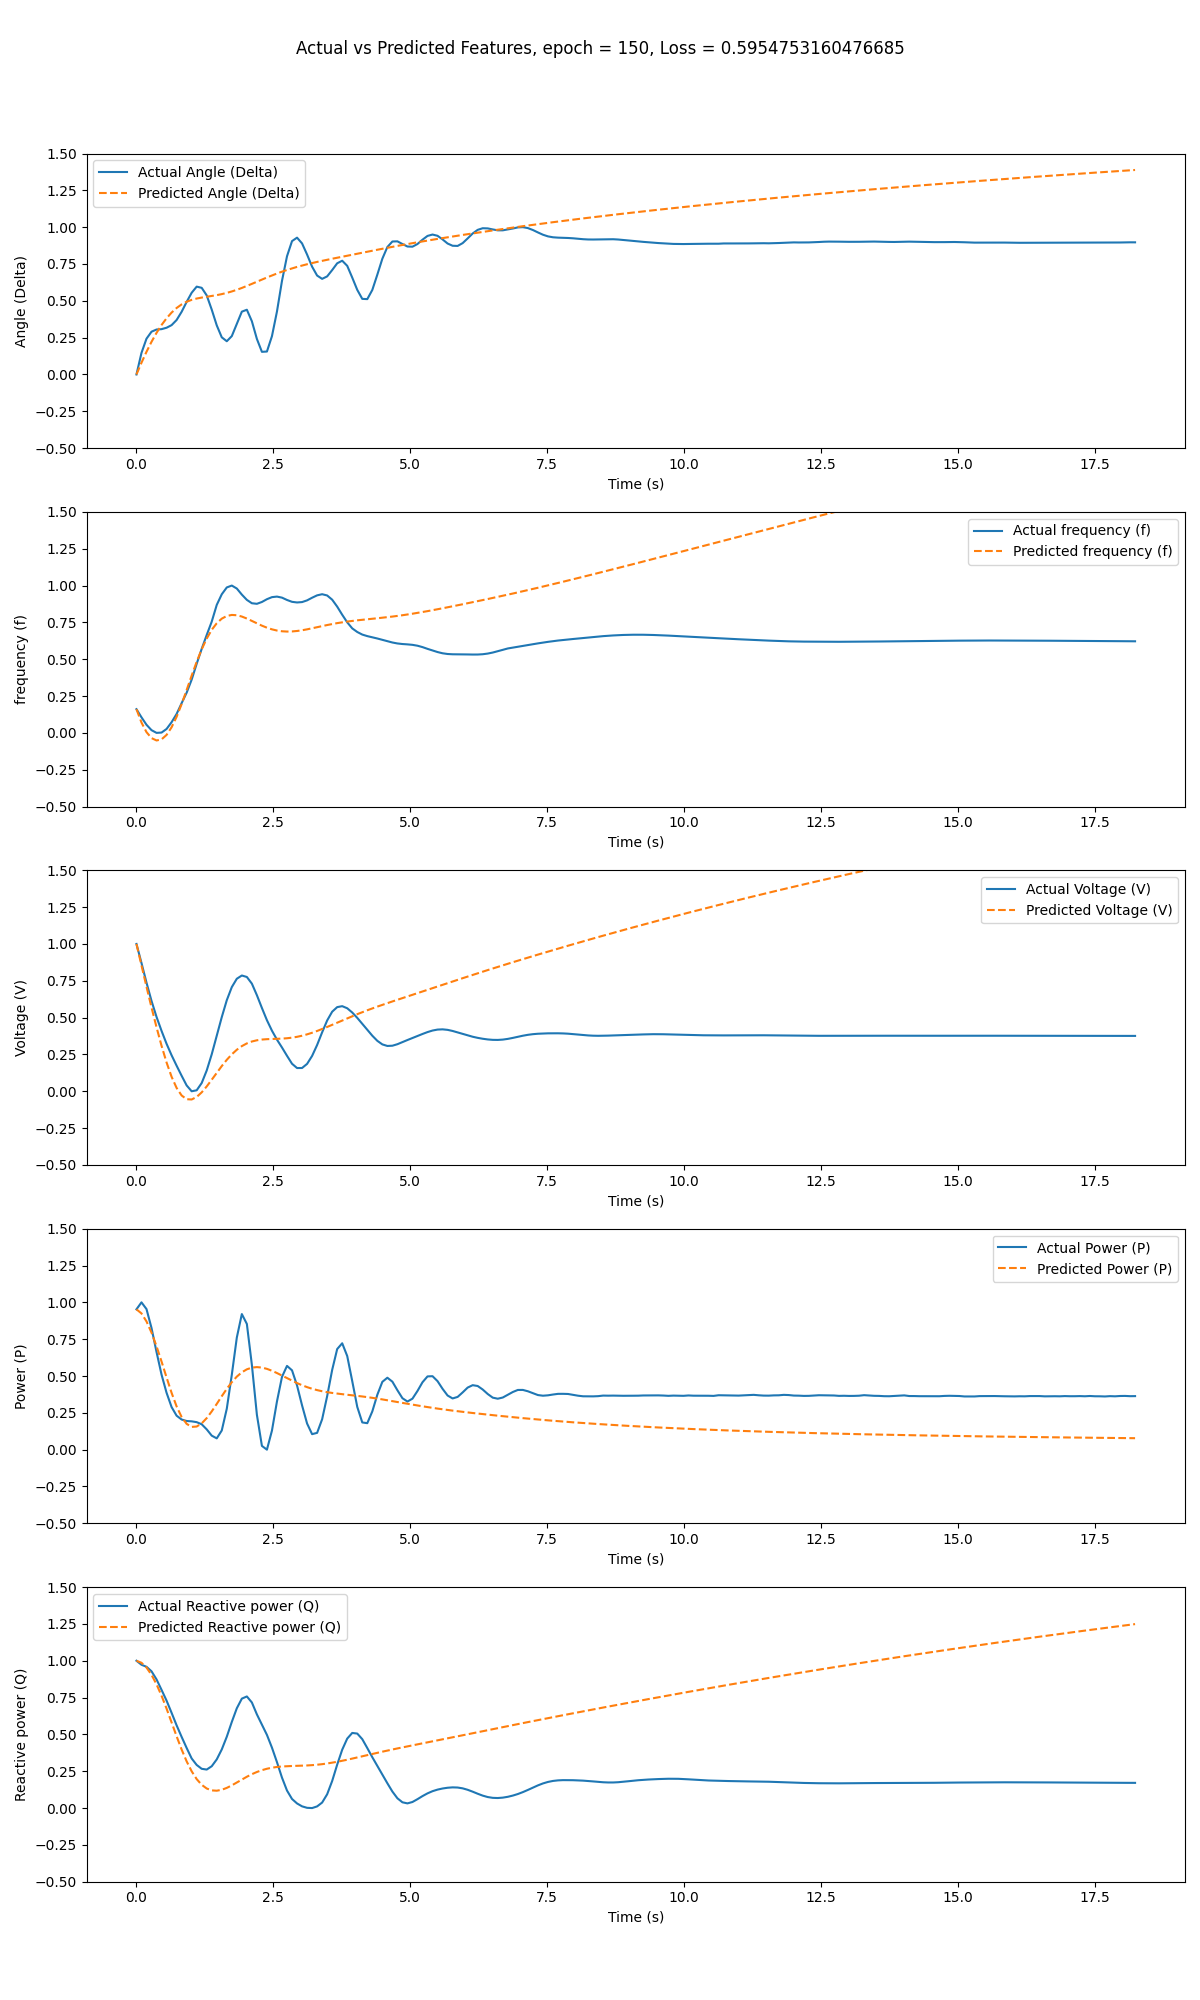 Actual vs Predicted Features, epoch = 150, Loss = 0.5954753160476685
1.50
1.25
1.00
0.75
0.50
0.25
0.00
−0.25
−0.50
Angle (Delta)
Actual Angle (Delta)
Predicted Angle (Delta)
0.0 2.5 5.0 7.5 10.0 12.5 15.0 17.5
Time (s)
1.50
1.25
1.00
0.75
0.50
0.25
0.00
−0.25
−0.50
frequency (f)
Actual frequency (f)
Predicted frequency (f)
0.0 2.5 5.0 7.5 10.0 12.5 15.0 17.5
Time (s)
1.50
1.25
1.00
0.75
0.50
0.25
0.00
−0.25
−0.50
Voltage (V)
Actual Voltage (V)
Predicted Voltage (V)
0.0 2.5 5.0 7.5 10.0 12.5 15.0 17.5
Time (s)
1.50
1.25
1.00
0.75
0.50
0.25
0.00
−0.25
−0.50
Power (P)
Actual Power (P)
Predicted Power (P)
0.0 2.5 5.0 7.5 10.0 12.5 15.0 17.5
Time (s)
1.50
1.25
1.00
0.75
0.50
0.25
0.00
−0.25
−0.50
Reactive power (Q)
Actual Reactive power (Q)
Predicted Reactive power (Q)
0.0 2.5 5.0 7.5 10.0 12.5 15.0 17.5
Time (s)